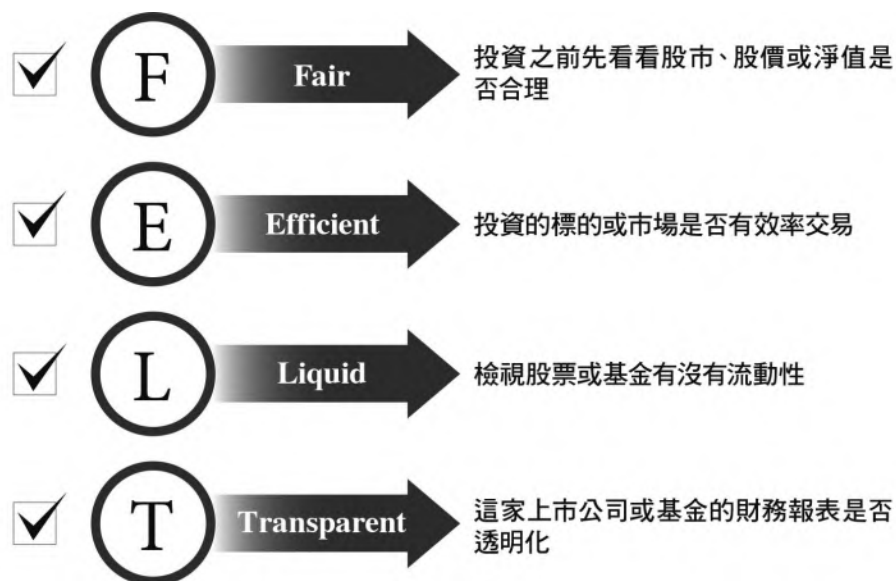 F
Fair
投資之前先看看股市、股價或淨值是
否合理
E
Efficient
投資的標的或市場是否有效率交易
L
Liquid
檢視股票或基金有沒有流動性
T
Transparent
這家上市公司或基金的財務報表是否
透明化